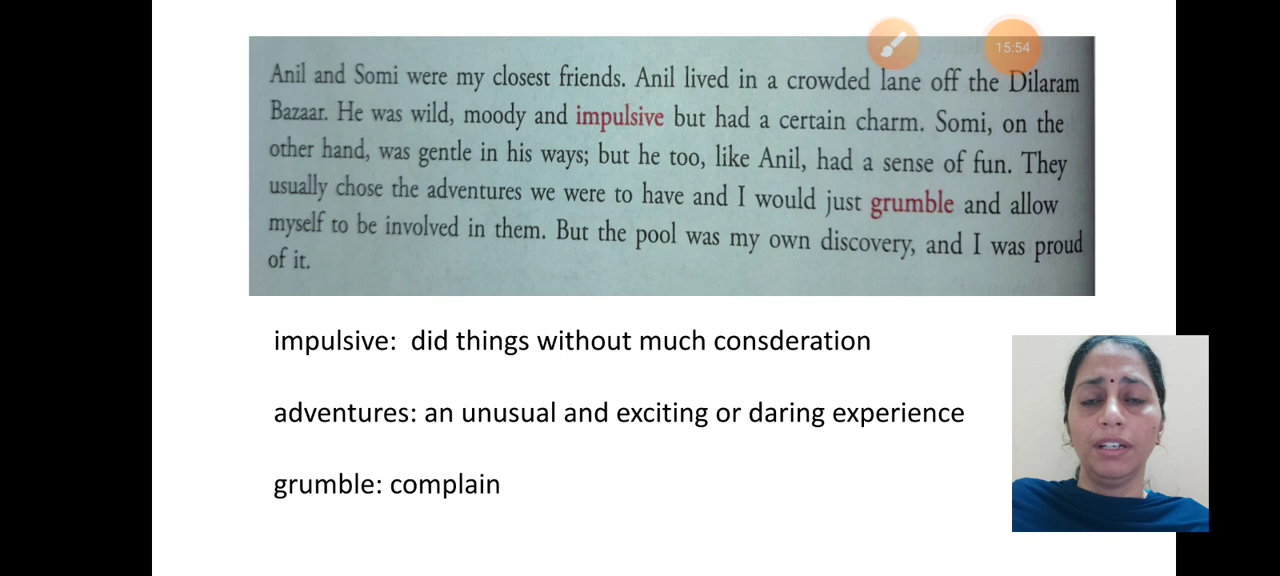 15:54
Anil and Somi were my closest friends. Anil lived in a crowded lane off the Dilaram
Bazaar. He was wild, moody and impulsive but had a certain charm. Somi, on the
other hand, was gentle in his ways; but he too, like Anil, had a sense of fun. They
usually chose the adventures we were to have and I would just grumble and allow
myself to be involved in them. But the pool was my own discovery, and I was proud
of it.
impulsive: did things without much consderation
adventures: an unusual and exciting or daring experience
grumble: complain